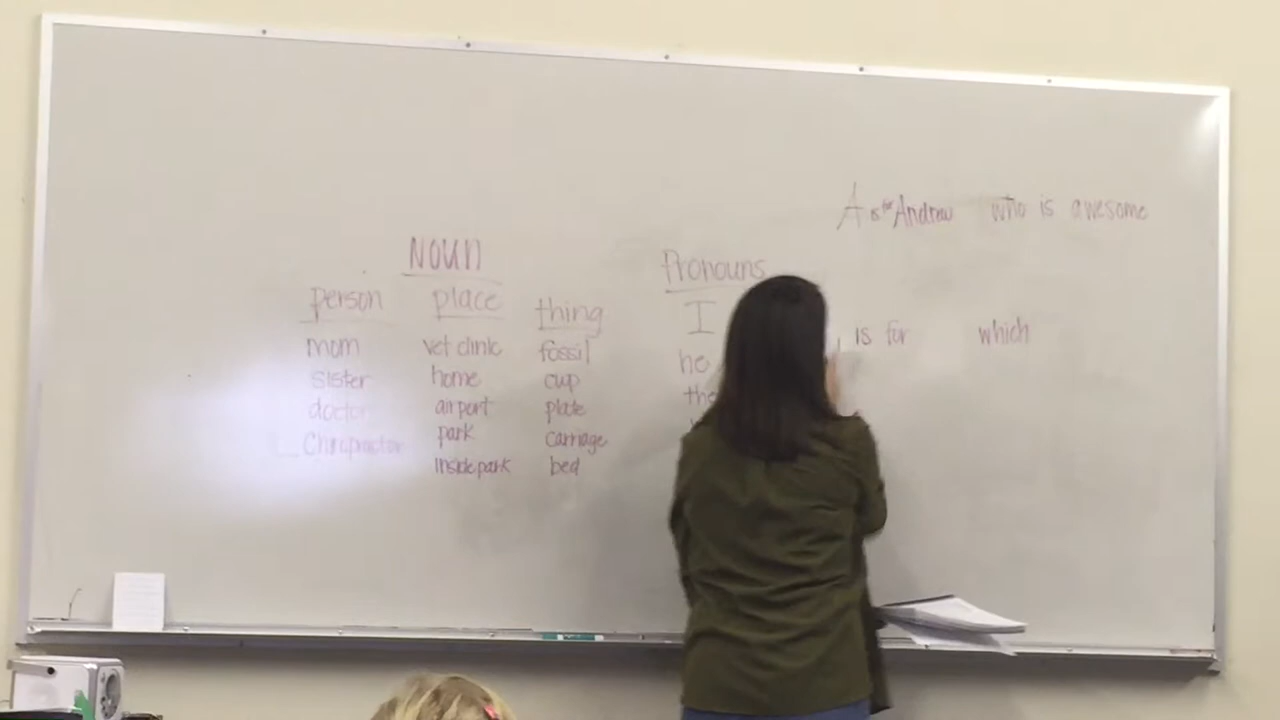 A is for Andrew who is awesome
NOUN
Pronouns
person place thing
I
mom vet clinic fossil
is for which
sister home cup
he
doctor airport plate
the
Chiropractor park carriage
inside park bed